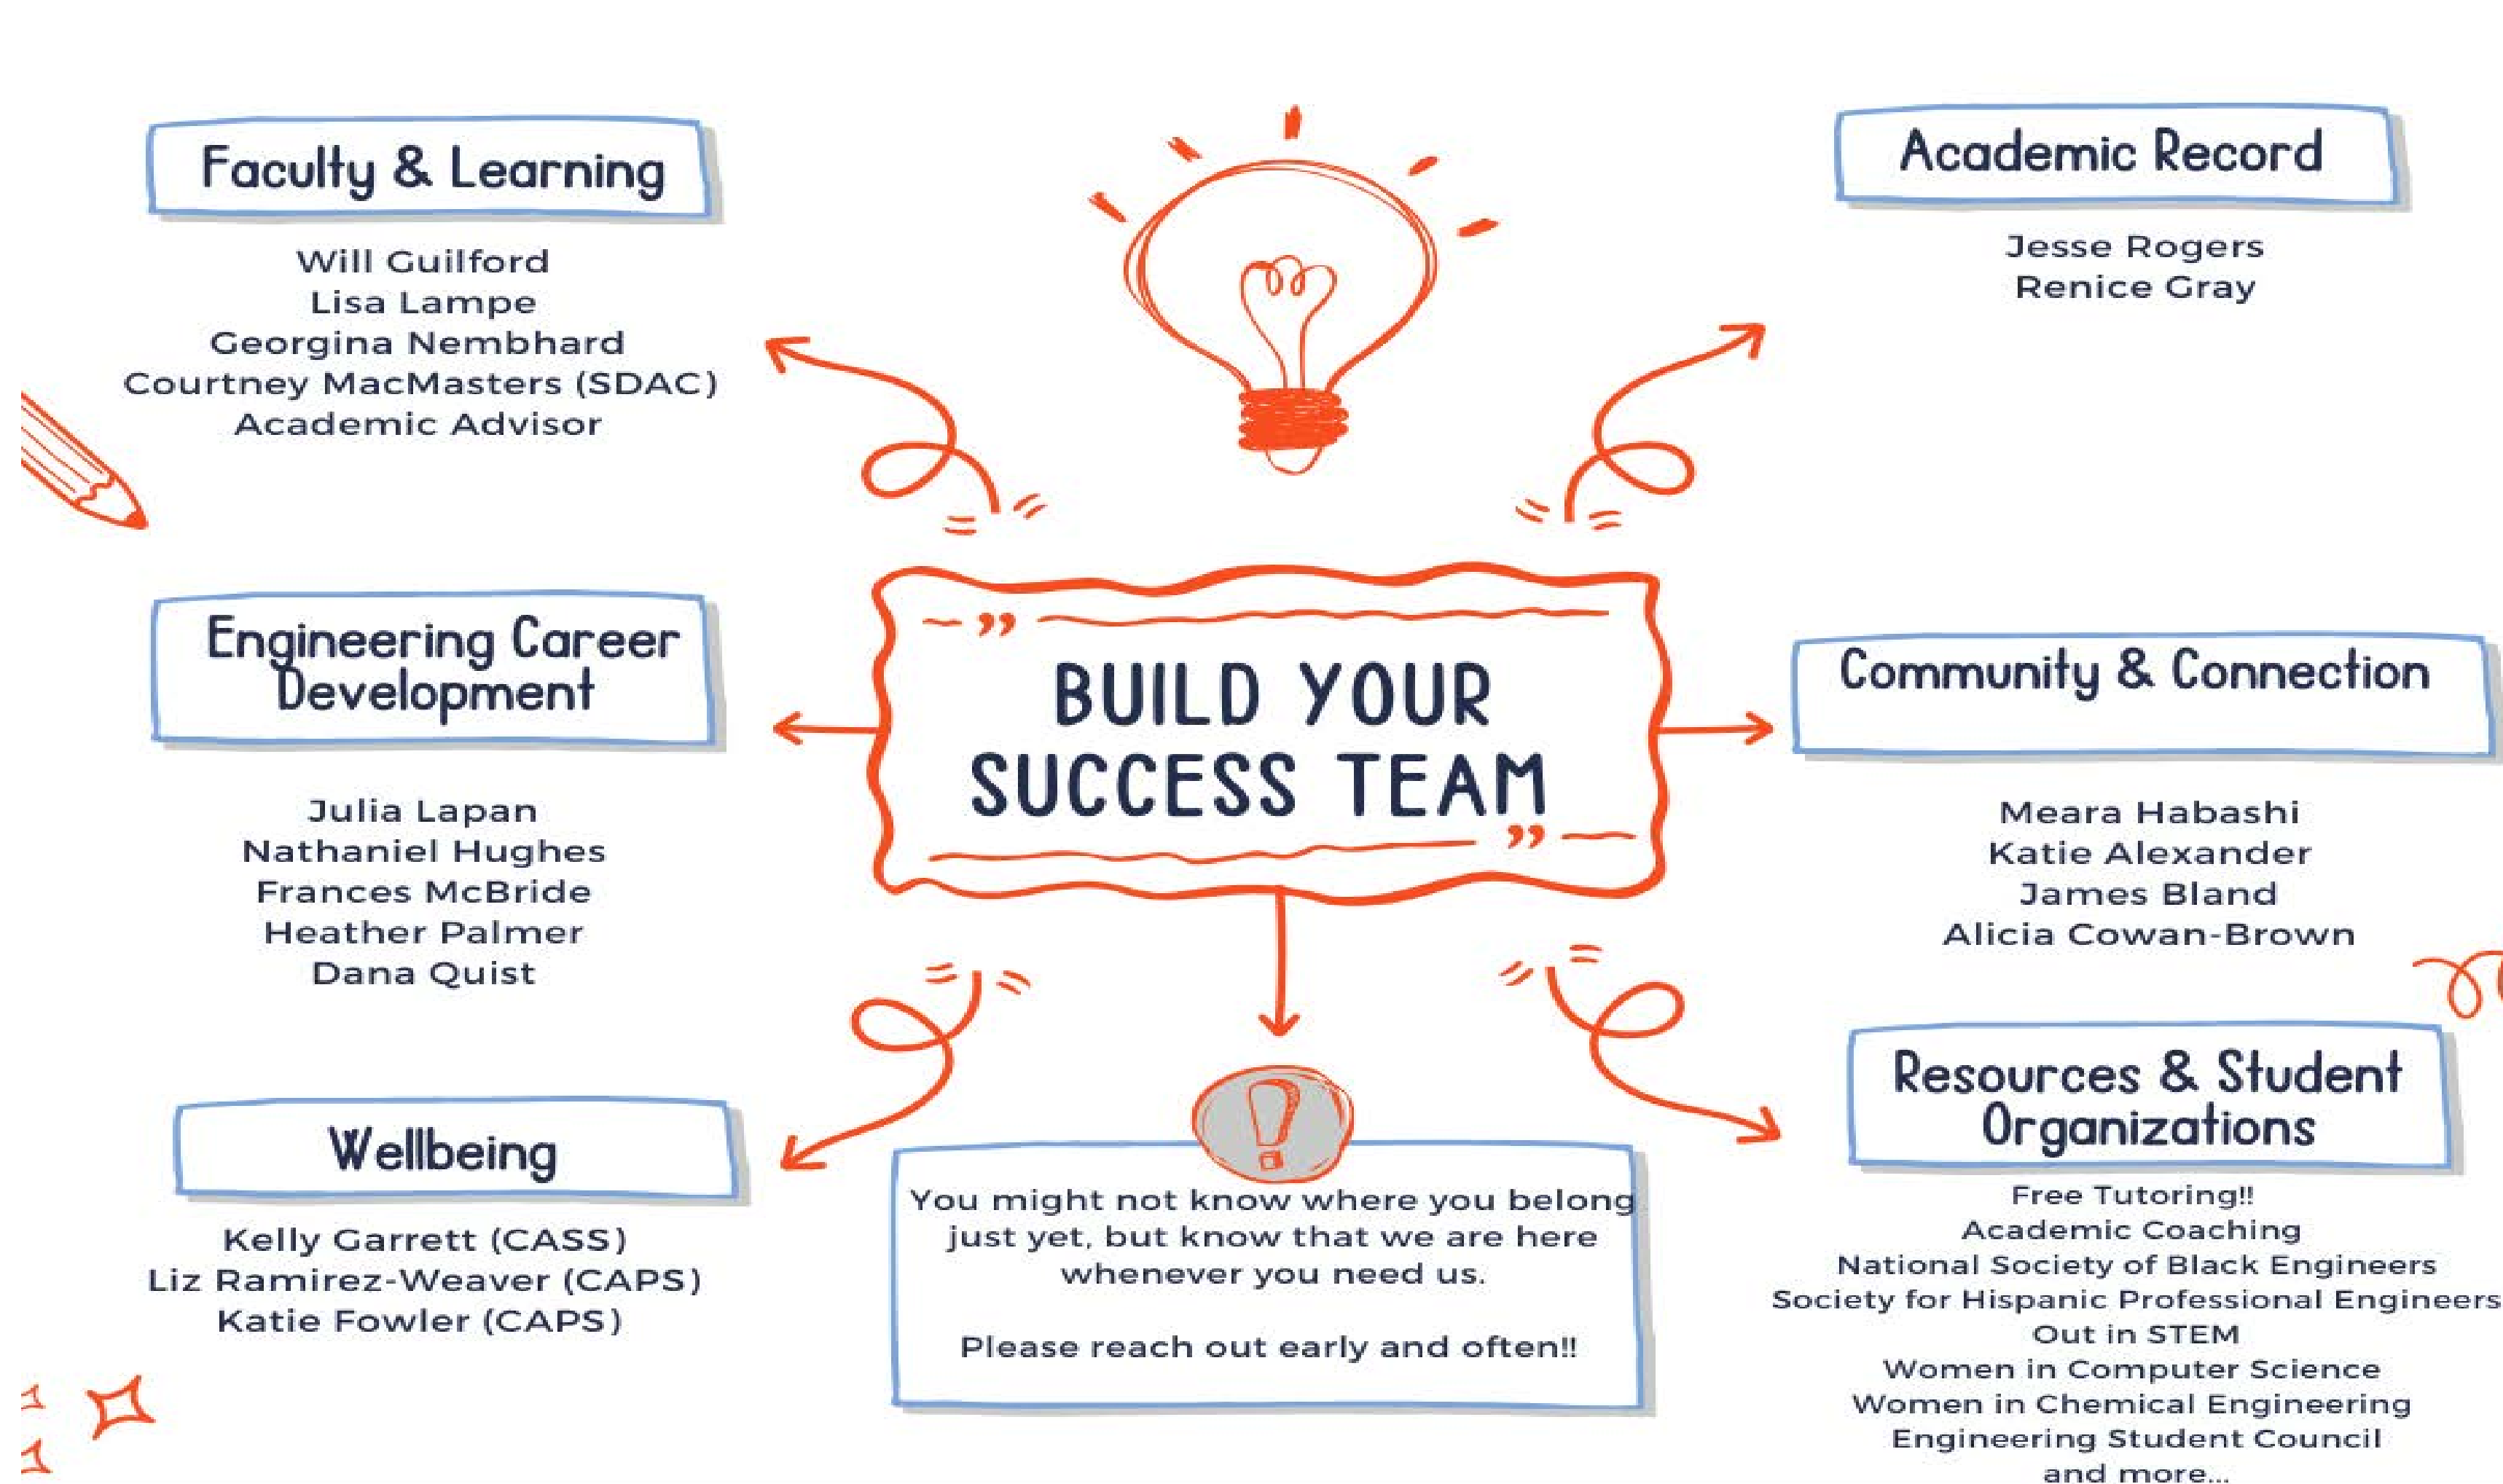 Faculty & Learning
Will Guilford
Lisa Lampe
Georgina Nembhard
Courtney MacMasters (SDAC)
Academic Advisor
Academic Record
Jesse Rogers
Renice Gray
BUILD YOUR
SUCCESS TEAM
Engineering Career
Development
Julia Lapan
Nathaniel Hughes
Frances McBride
Heather Palmer
Dana Quist
Community & Connection
Meara Habashi
Katie Alexander
James Bland
Alicia Cowan-Brown
Wellbeing
Kelly Garrett (CASS)
Liz Ramirez-Weaver (CAPS)
Katie Fowler (CAPS)
You might not know where you belong
just yet, but know that we are here
whenever you need us.
Please reach out early and often!!
Resources & Student
Organizations
Free Tutoring!!
Academic Coaching
National Society of Black Engineers
Society for Hispanic Professional Engineers
Out in STEM
Women in Computer Science
Women in Chemical Engineering
Engineering Student Council
and more...